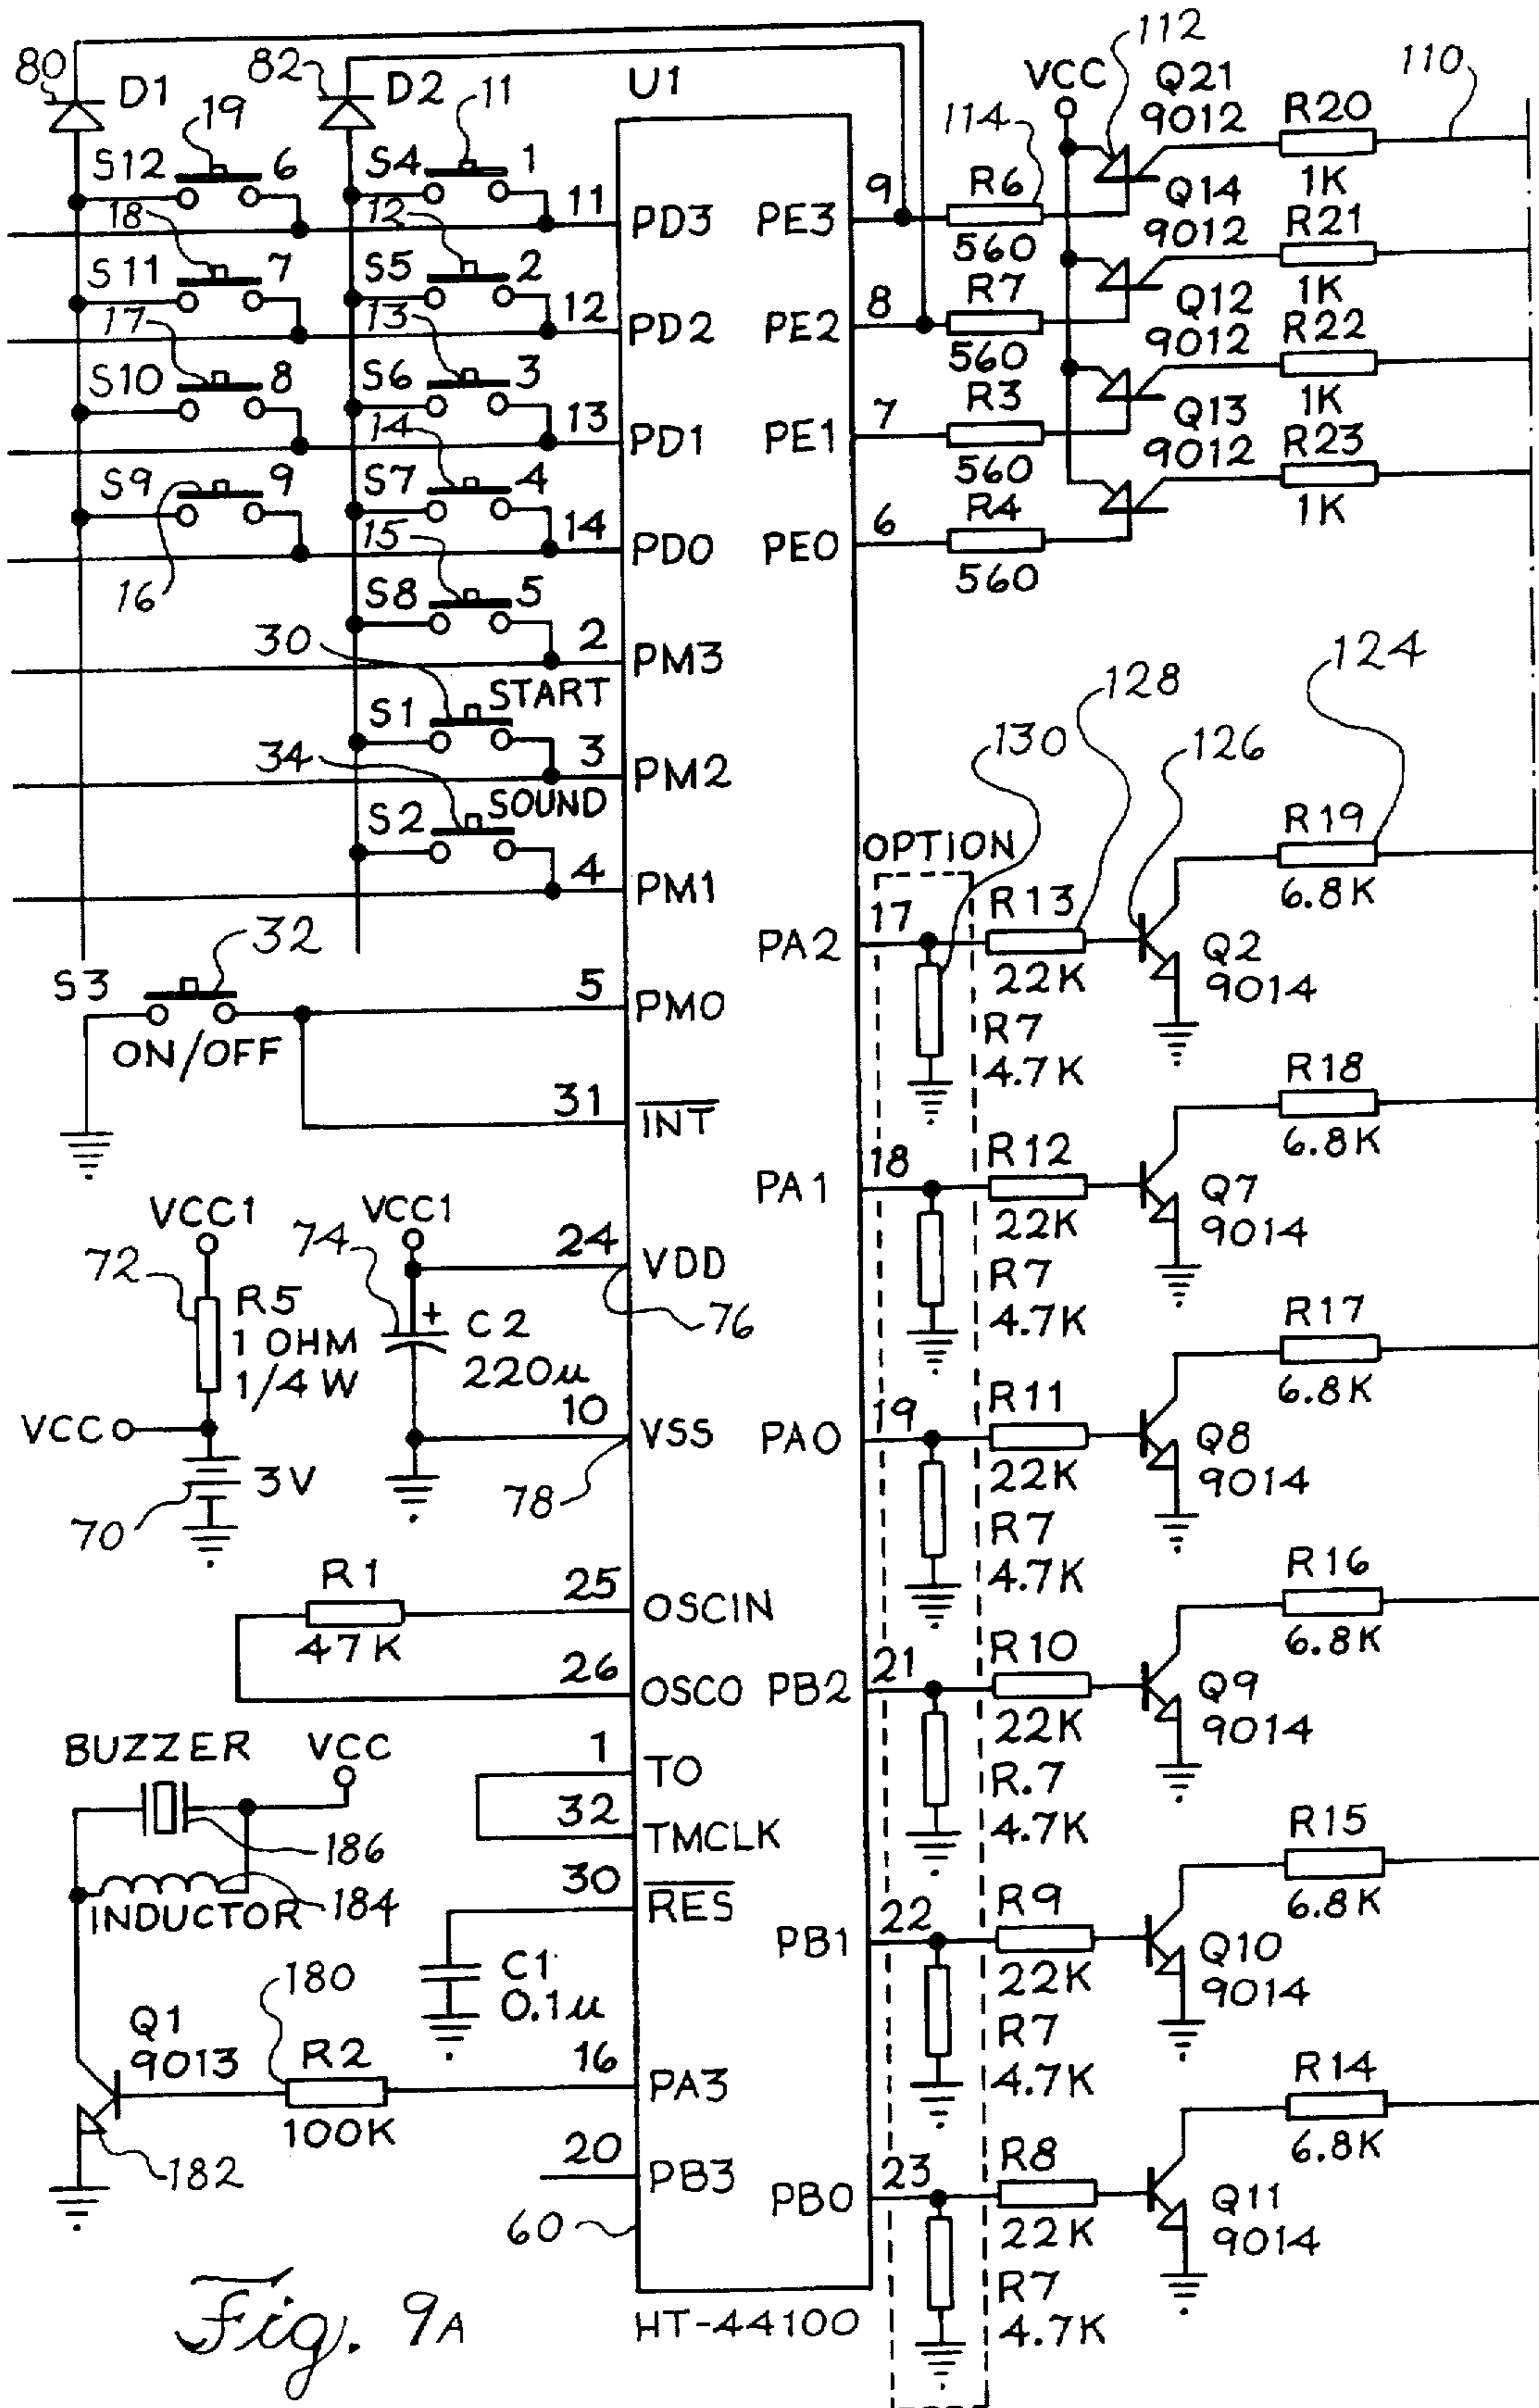 80 D1 82 D2 11 U1 VCC 112 Q21 110
19 114 9012 R20
S12 6 S4 1 9 R6 1K
18 12 11 PD3 PE3 Q14
560 9012 R21
S11 7 S5 2 8 R7 1K
17 13 12 PD2 PE2 Q12
560 9012 R22
S10 8 S6 3 7 R3 1K
14 13 PD1 PE1 Q13
560 9012 R23
S9 9 S7 4 6 R4 1K
16 15 14 PD0 PE0 560
S8 5
30 2 PM3 124
START 128
S1 130 126
34 3 PM2
SOUND R19
S2 OPTION 6.8K
4 PM1 17 R13
32 PA2 22K Q2
S3 5 PM0 R7 9014
ON/OFF 4.7K
R18
31 INT 18 R12 6.8K
PA1 22K Q7
VCC1 VCC1 9014
72 74 24 VDD R7
R5 76 4.7K R17
1 OHM C2 6.8K
1/4 W 220u R11
VCC 10 VSS PA0 19 22K Q8
3V 78 9014
70 R7
4.7K R16
R1 25 OSCIN 6.8K
47K R10
26 OSCO PB2 21 22K Q9
9014
BUZZER VCC 1 TO R.7
32 TMCLK 4.7K R15
186 6.8K
184 30 RES R9
INDUCTOR PB1 22 22K Q10
C1 9014
180 0.1u R7
Q1 4.7K R14
9013 R2 16 PA3 6.8K
100K R8
182 20 PB3 PB0 23 22K Q11
60 9014
R7
HT-44100 4.7K
Fig. 9A